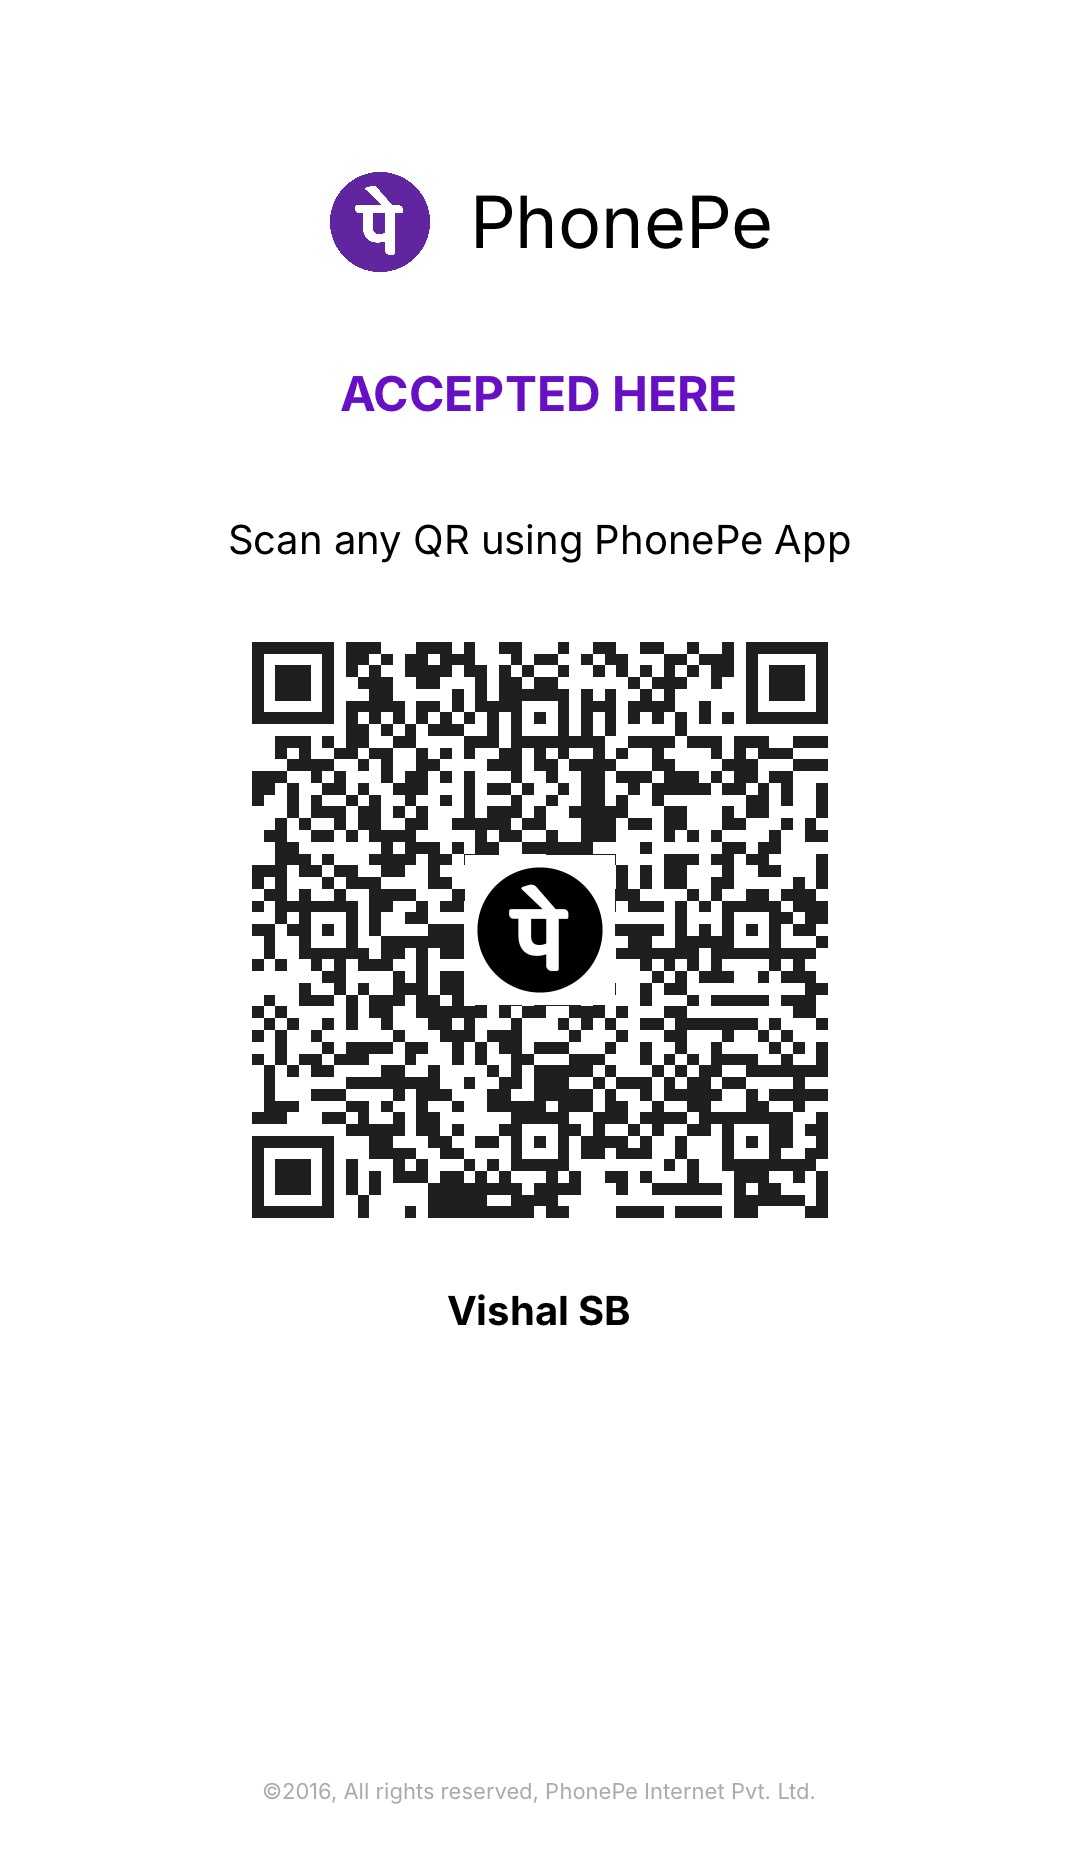 पे PhonePe
ACCEPTED HERE
Scan any QR using PhonePe App
पे
Vishal SB
©2016, All rights reserved, PhonePe Internet Pvt. Ltd.